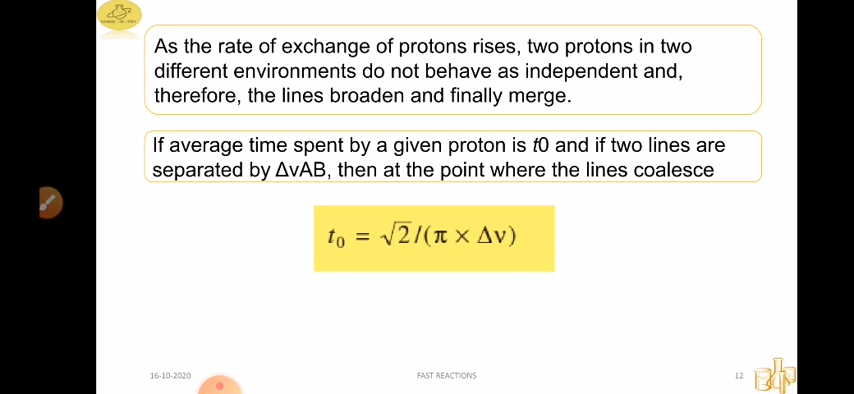 As the rate of exchange of protons rises, two protons in two
different environments do not behave as independent and,
therefore, the lines broaden and finally merge.
If average time spent by a given proton is t0 and if two lines are
separated by ΔvAB, then at the point where the lines coalesce
t₀ = √2/(π × Δν)
16-10-2020 FAST REACTIONS 12